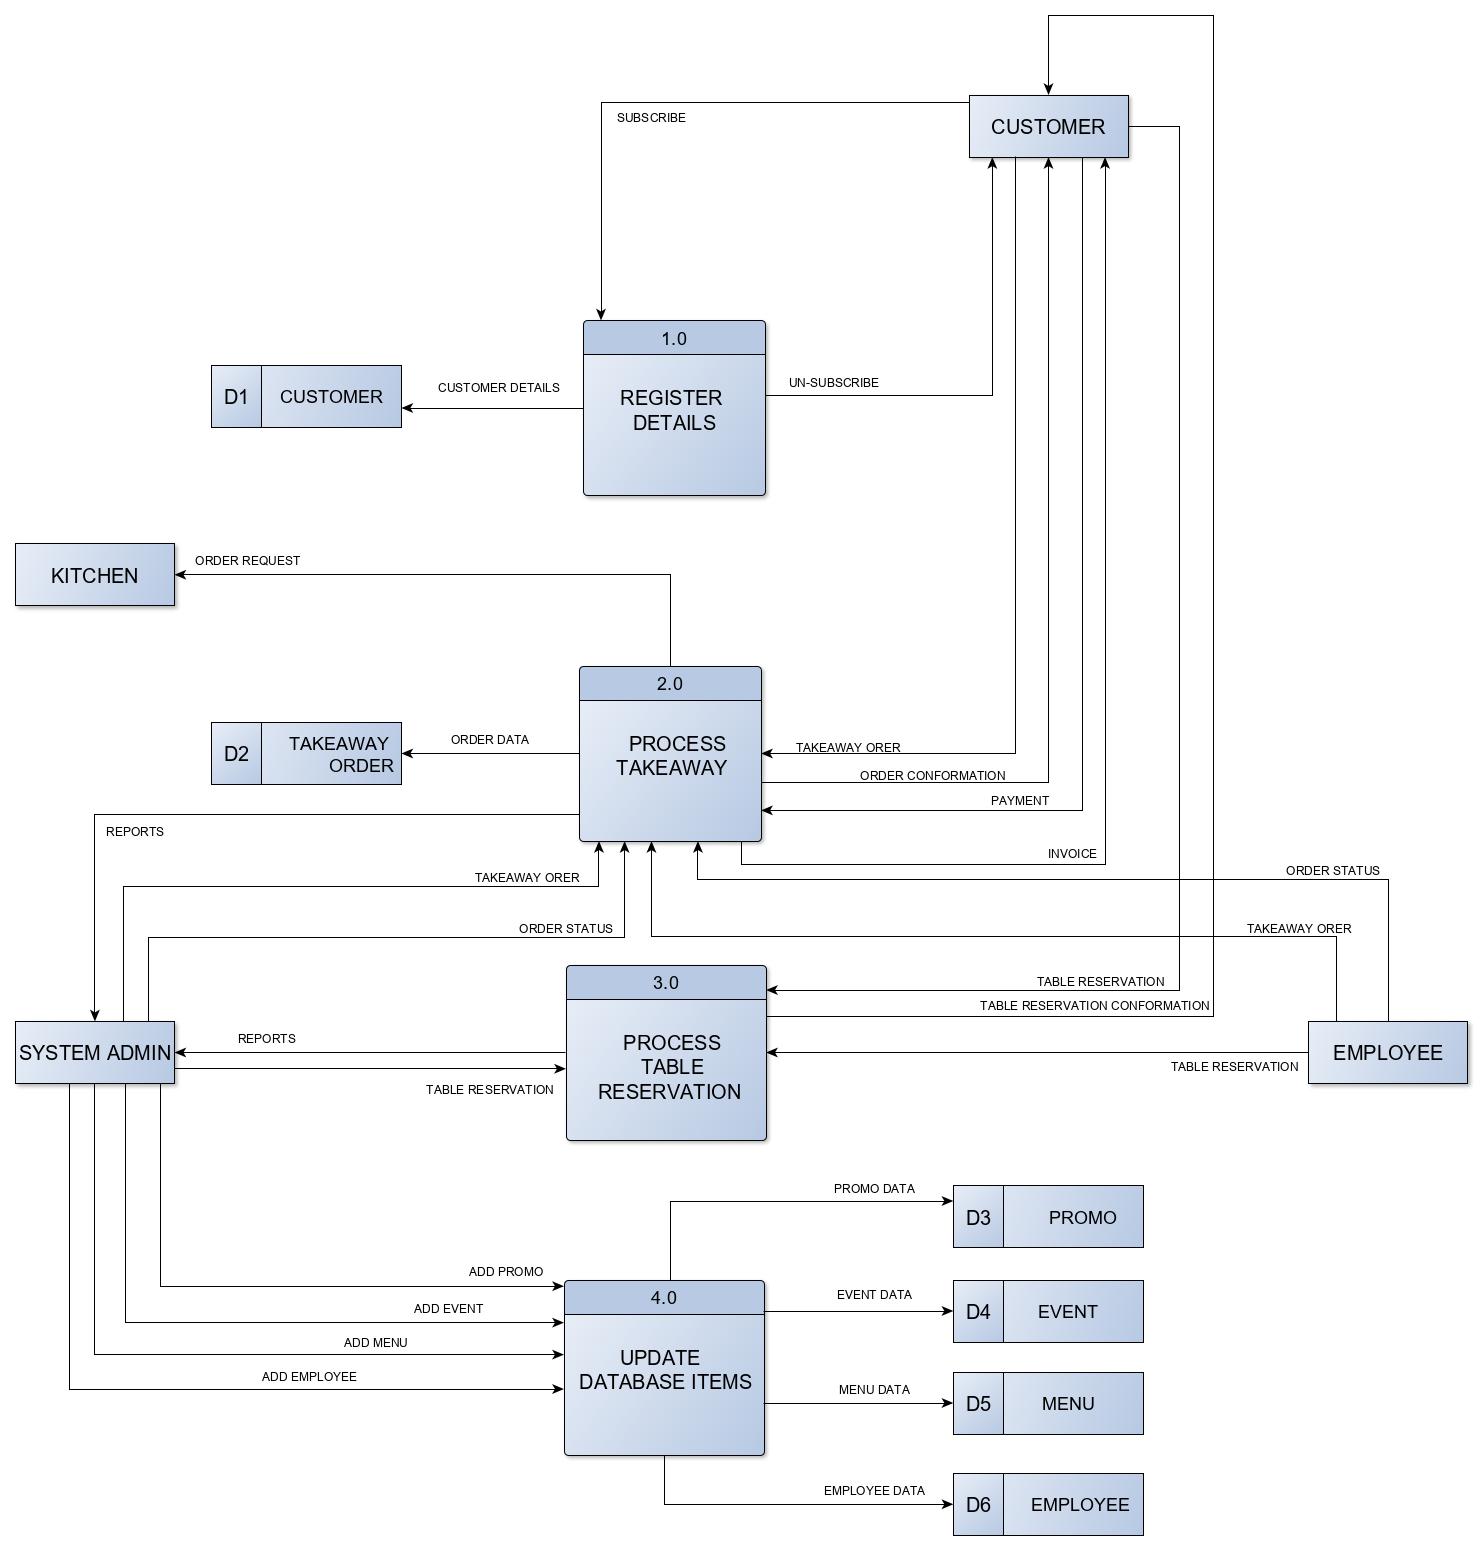 CUSTOMER
SUBSCRIBE
1.0
REGISTER
DETAILS
UN-SUBSCRIBE
CUSTOMER DETAILS
D1
CUSTOMER
KITCHEN
ORDER REQUEST
2.0
PROCESS
TAKEAWAY
D2
TAKEAWAY
ORDER
ORDER DATA
TAKEAWAY ORER
ORDER CONFORMATION
PAYMENT
INVOICE
REPORTS
TAKEAWAY ORER
ORDER STATUS
ORDER STATUS
TAKEAWAY ORER
TABLE RESERVATION
TABLE RESERVATION CONFORMATION
3.0
PROCESS
TABLE
RESERVATION
SYSTEM ADMIN
REPORTS
TABLE RESERVATION
EMPLOYEE
TABLE RESERVATION
PROMO DATA
D3
PROMO
ADD PROMO
ADD EVENT
ADD MENU
ADD EMPLOYEE
4.0
UPDATE
DATABASE ITEMS
EVENT DATA
D4
EVENT
MENU DATA
D5
MENU
EMPLOYEE DATA
D6
EMPLOYEE